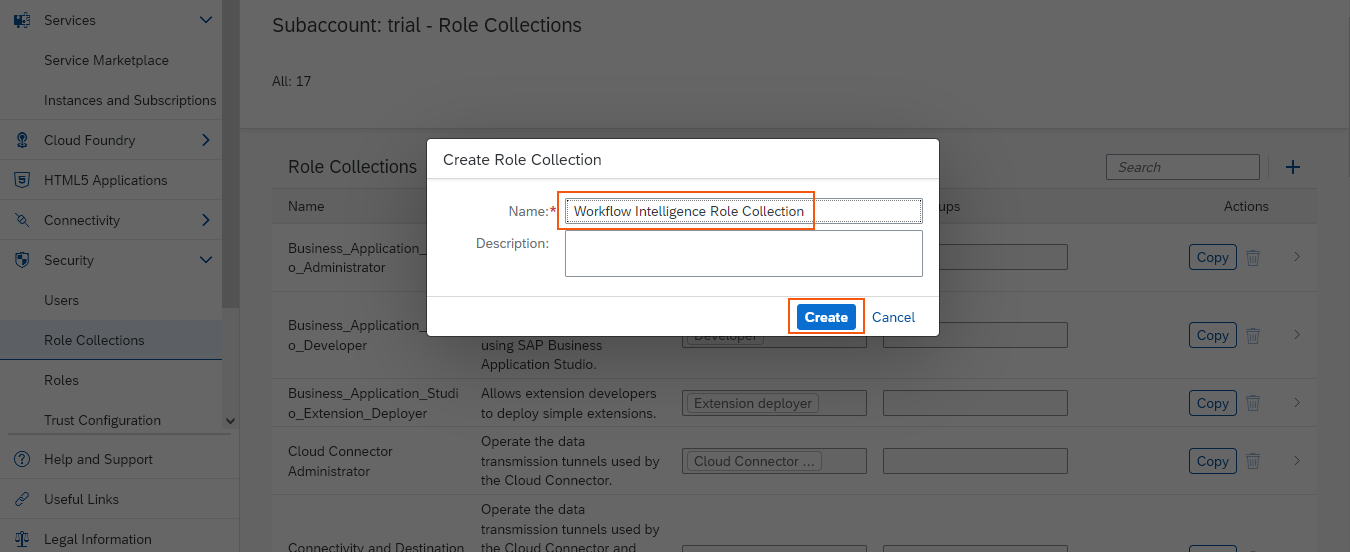 Services
Service Marketplace
Instances and Subscriptions
Cloud Foundry
HTML5 Applications
Connectivity
Security
Users
Role Collections
Roles
Trust Configuration
Help and Support
Useful Links
Legal Information
Subaccount: trial - Role Collections
All: 17
Role Collections
Search
Name
Actions
Business_Application_
o_Administrator
Copy
Business_Application_
o_Developer
using SAP Business
Application Studio.
Developer
Copy
Business_Application_Studi
o_Extension_Deployer
Allows extension developers
to deploy simple extensions.
Extension deployer
Copy
Cloud Connector
Administrator
Operate the data
transmission tunnels used by
the Cloud Connector.
Cloud Connector ...
Copy
Connectivity and Destination
Operate the data
transmission tunnels used by
the Cloud Connector and
Create Role Collection
Name:*
Workflow Intelligence Role Collection
Description:
Create
Cancel